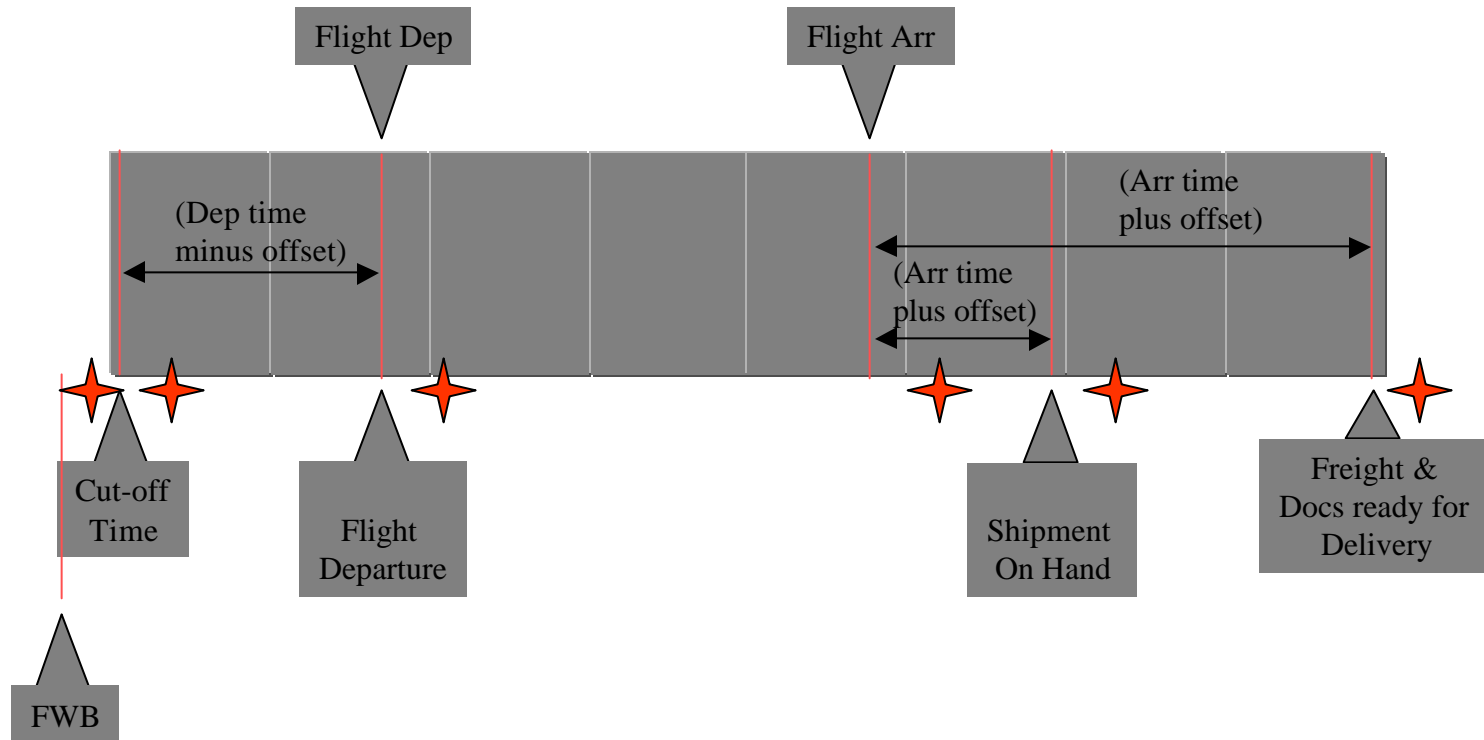 Flight Dep
Flight Arr
(Dep time
minus offset)
(Arr time
plus offset)
(Arr time
plus offset)
Cut-off
Time
Flight
Departure
Shipment
On Hand
Freight &
Docs ready for
Delivery
FWB